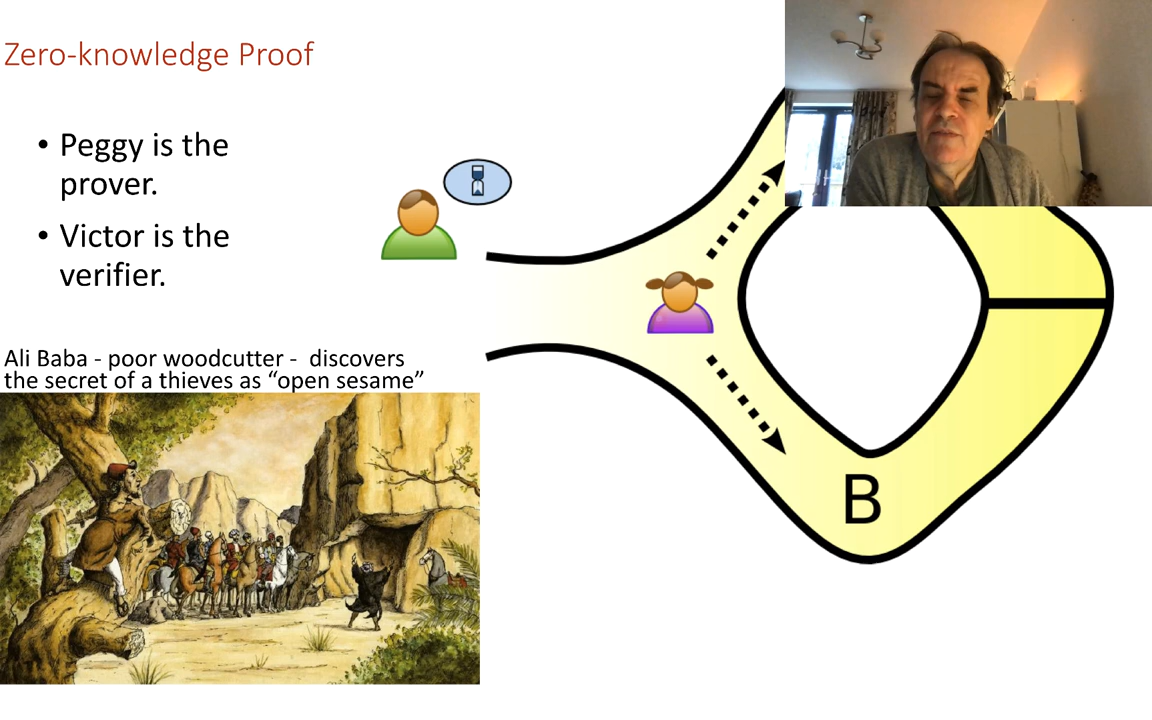 Zero-knowledge Proof
• Peggy is the
prover.
• Victor is the
verifier.
Ali Baba - poor woodcutter - discovers
the secret of a thieves as “open sesame”
B